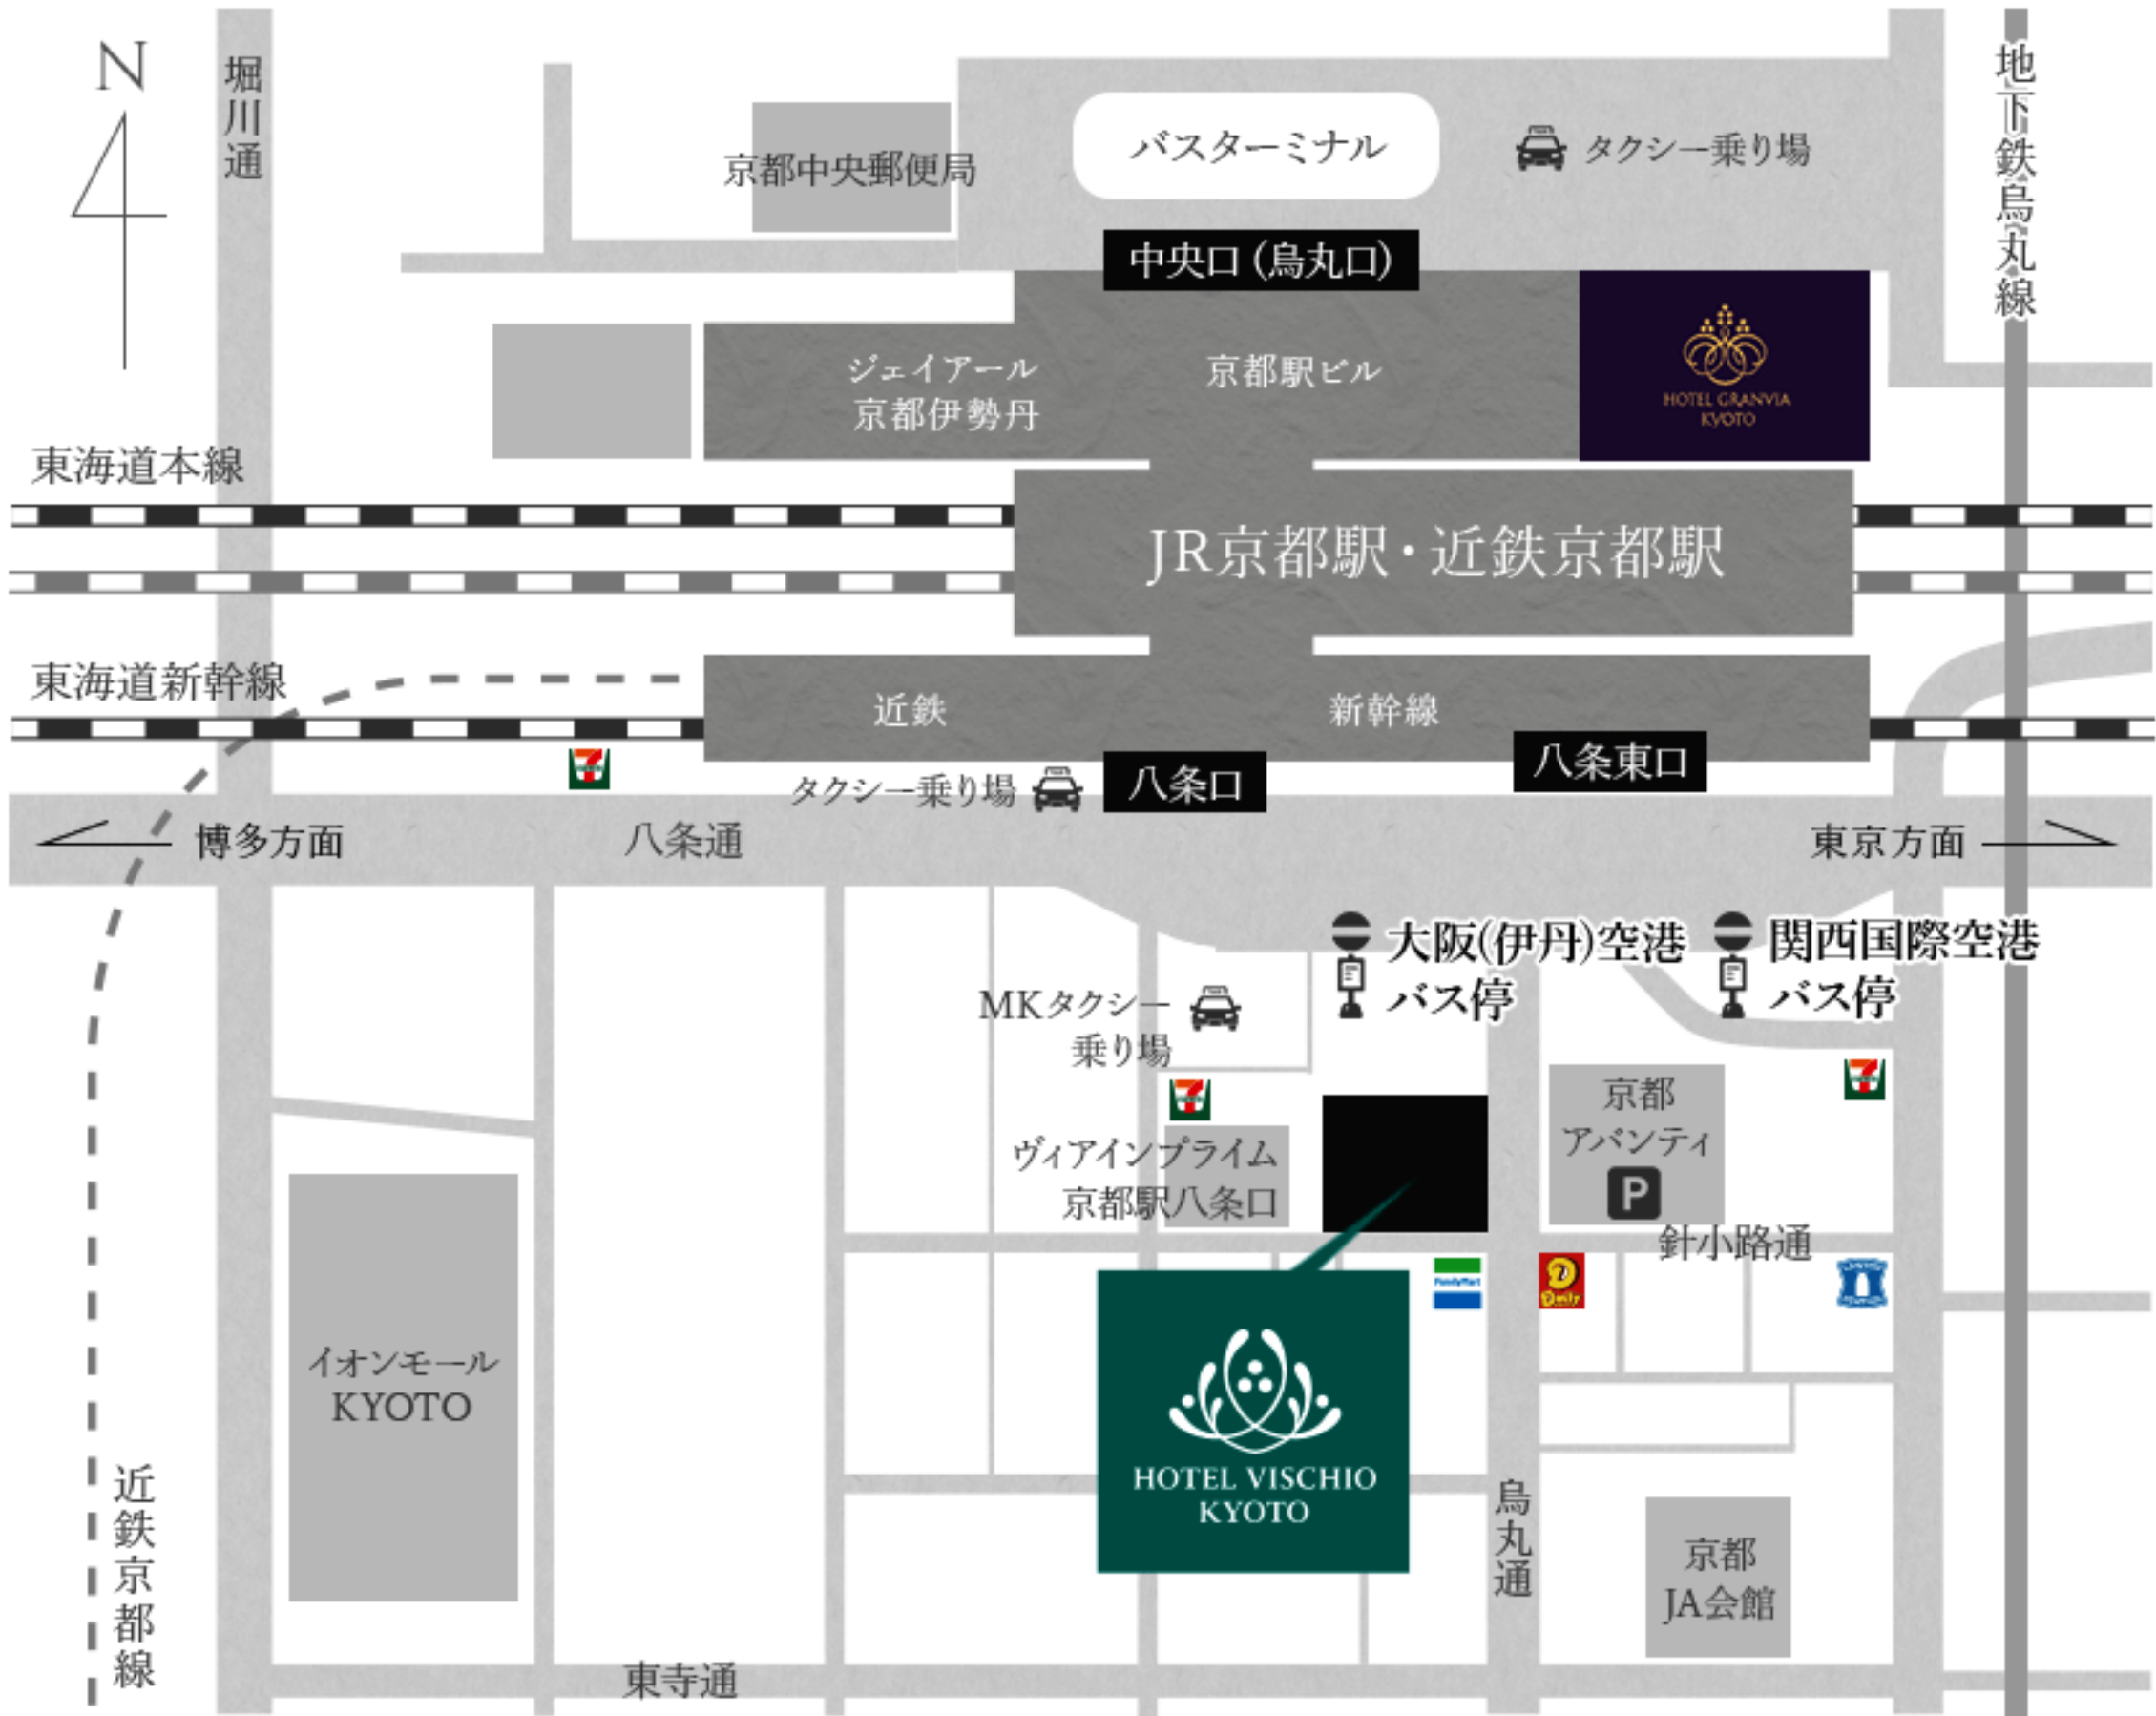 N
堀川通
地下鉄烏丸線
京都中央郵便局
バスターミナル
タクシー乗り場
中央口(烏丸口)
ジェイアール
京都伊勢丹
京都駅ビル
HOTEL GRANVIA
KYOTO
東海道本線
JR京都駅・近鉄京都駅
東海道新幹線
近鉄
新幹線
八条東口
タクシー乗り場
八条口
博多方面
八条通
東京方面
大阪(伊丹)空港
バス停
関西国際空港
バス停
MKタクシー
乗り場
7
7
7
ヴィアインプライム
京都駅八条口
京都
アバンティ
P
針小路通
FamilyMart
D
Daily
イオンモール
KYOTO
HOTEL VISCHIO
KYOTO
烏丸通
京都
JA会館
近鉄京都線
東寺通